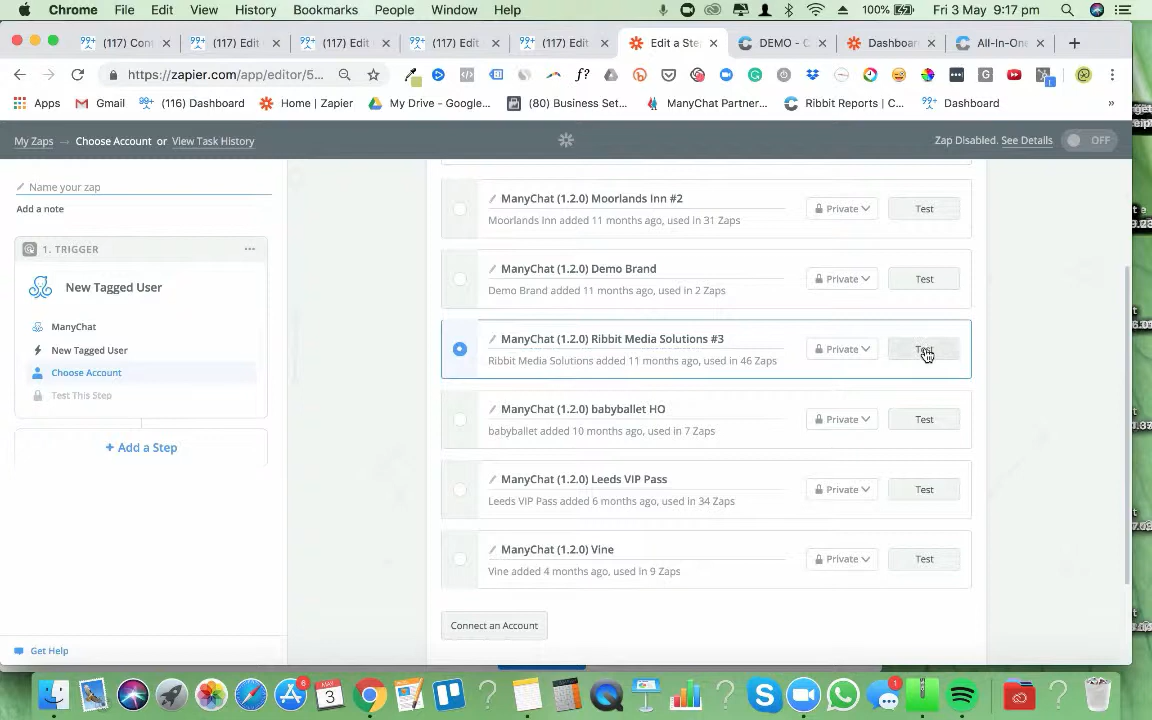 Chrome File Edit View History Bookmarks People Window Help 100% Fri 3 May 9:17 pm
(117) Con (117) Edit (117) Edit (117) Edit (117) Edit Edit a Ste DEMO - C Dashboar All-In-One
https://zapier.com/app/editor/5...
Apps Gmail (116) Dashboard Home | Zapier My Drive - Google... (80) Business Set... ManyChat Partner... Ribbit Reports | C... Dashboard »
My Zaps → Choose Account or View Task History Zap Disabled. See Details OFF
Name your zap
Add a note
1. TRIGGER
New Tagged User
ManyChat
New Tagged User
Choose Account
Test This Step
+ Add a Step
Get Help
ManyChat (1.2.0) Moorlands Inn #2 Private Test
Moorlands Inn added 11 months ago, used in 31 Zaps
ManyChat (1.2.0) Demo Brand Private Test
Demo Brand added 11 months ago, used in 2 Zaps
ManyChat (1.2.0) Ribbit Media Solutions #3 Private Test
Ribbit Media Solutions added 11 months ago, used in 46 Zaps
ManyChat (1.2.0) babyballet HO Private Test
babyballet added 10 months ago, used in 7 Zaps
ManyChat (1.2.0) Leeds VIP Pass Private Test
Leeds VIP Pass added 6 months ago, used in 34 Zaps
ManyChat (1.2.0) Vine Private Test
Vine added 4 months ago, used in 9 Zaps
Connect an Account